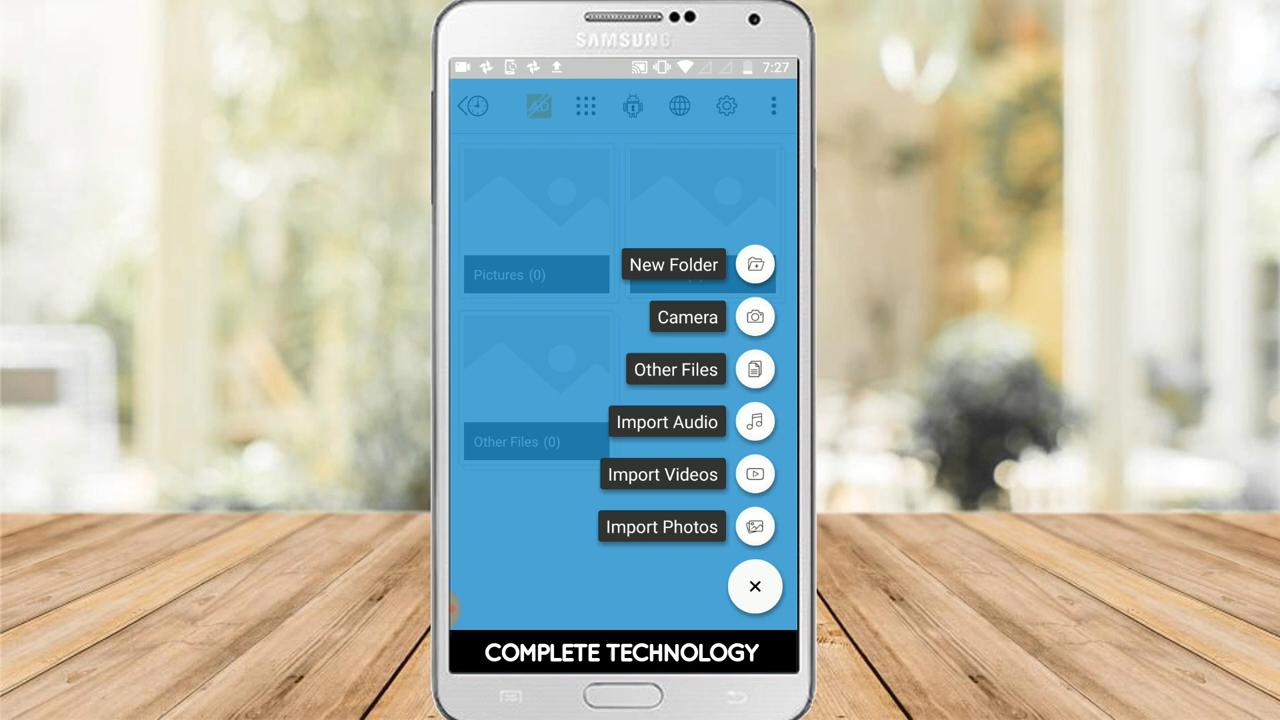 SAMSUNG
7:27
AD
Pictures (0)
New Folder
Camera
Other Files
Import Audio
Other Files (0)
Import Videos
Import Photos
COMPLETE TECHNOLOGY